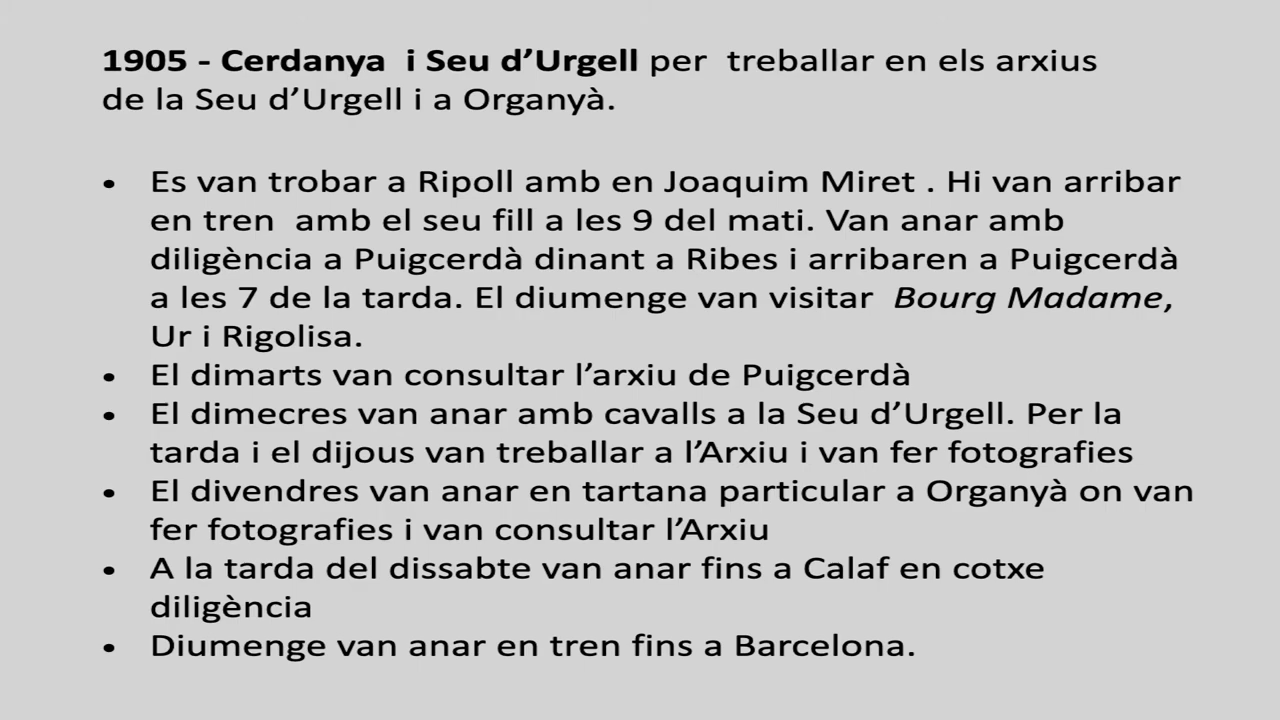 1905 - Cerdanya i Seu d’Urgell per treballar en els arxius
de la Seu d’Urgell i a Organyà.
• Es van trobar a Ripoll amb en Joaquim Miret . Hi van arribar
en tren amb el seu fill a les 9 del mati. Van anar amb
diligència a Puigcerdà dinant a Ribes i arribaren a Puigcerdà
a les 7 de la tarda. El diumenge van visitar Bourg Madame,
Ur i Rigolisa.
• El dimarts van consultar l’arxiu de Puigcerdà
• El dimecres van anar amb cavalls a la Seu d’Urgell. Per la
tarda i el dijous van treballar a l’Arxiu i van fer fotografies
• El divendres van anar en tartana particular a Organyà on van
fer fotografies i van consultar l’Arxiu
• A la tarda del dissabte van anar fins a Calaf en cotxe
diligència
• Diumenge van anar en tren fins a Barcelona.